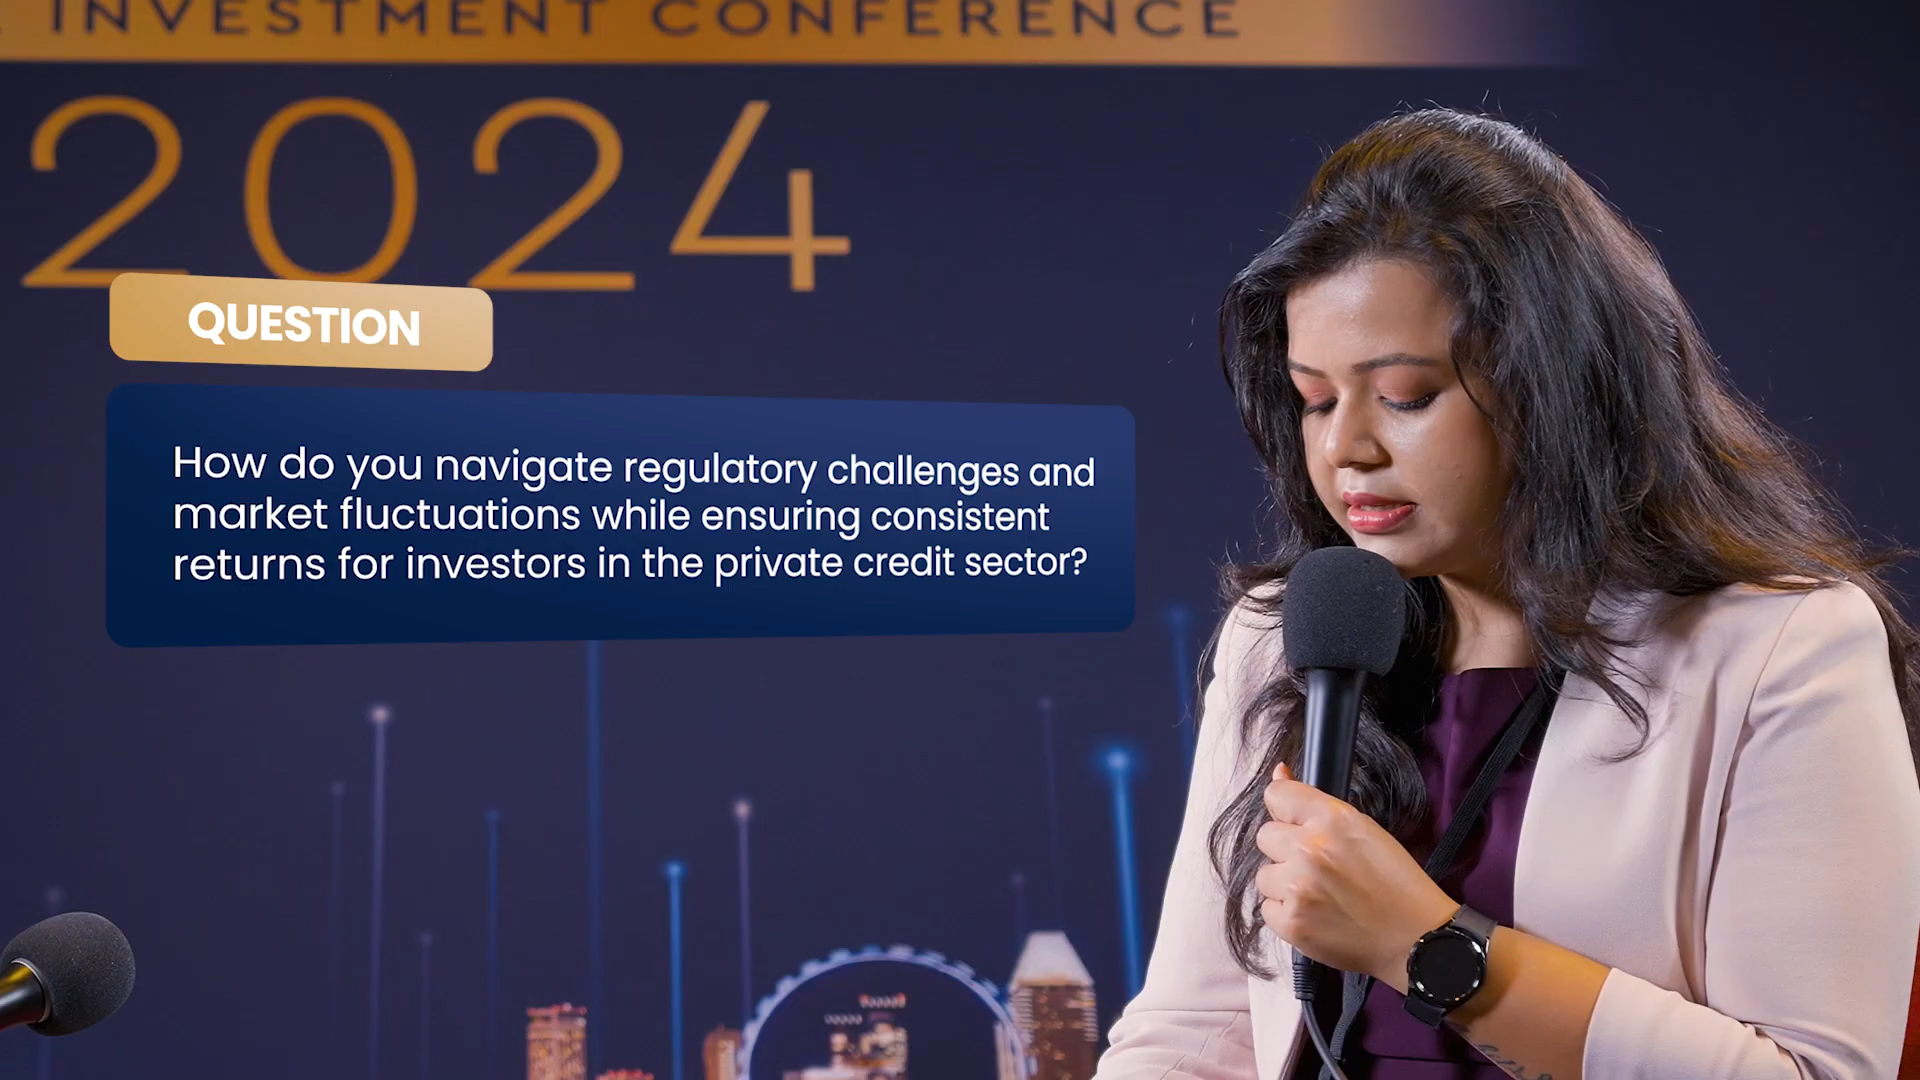 INVESTMENT CONFERENCE
2024
QUESTION
How do you navigate regulatory challenges and
market fluctuations while ensuring consistent
returns for investors in the private credit sector?